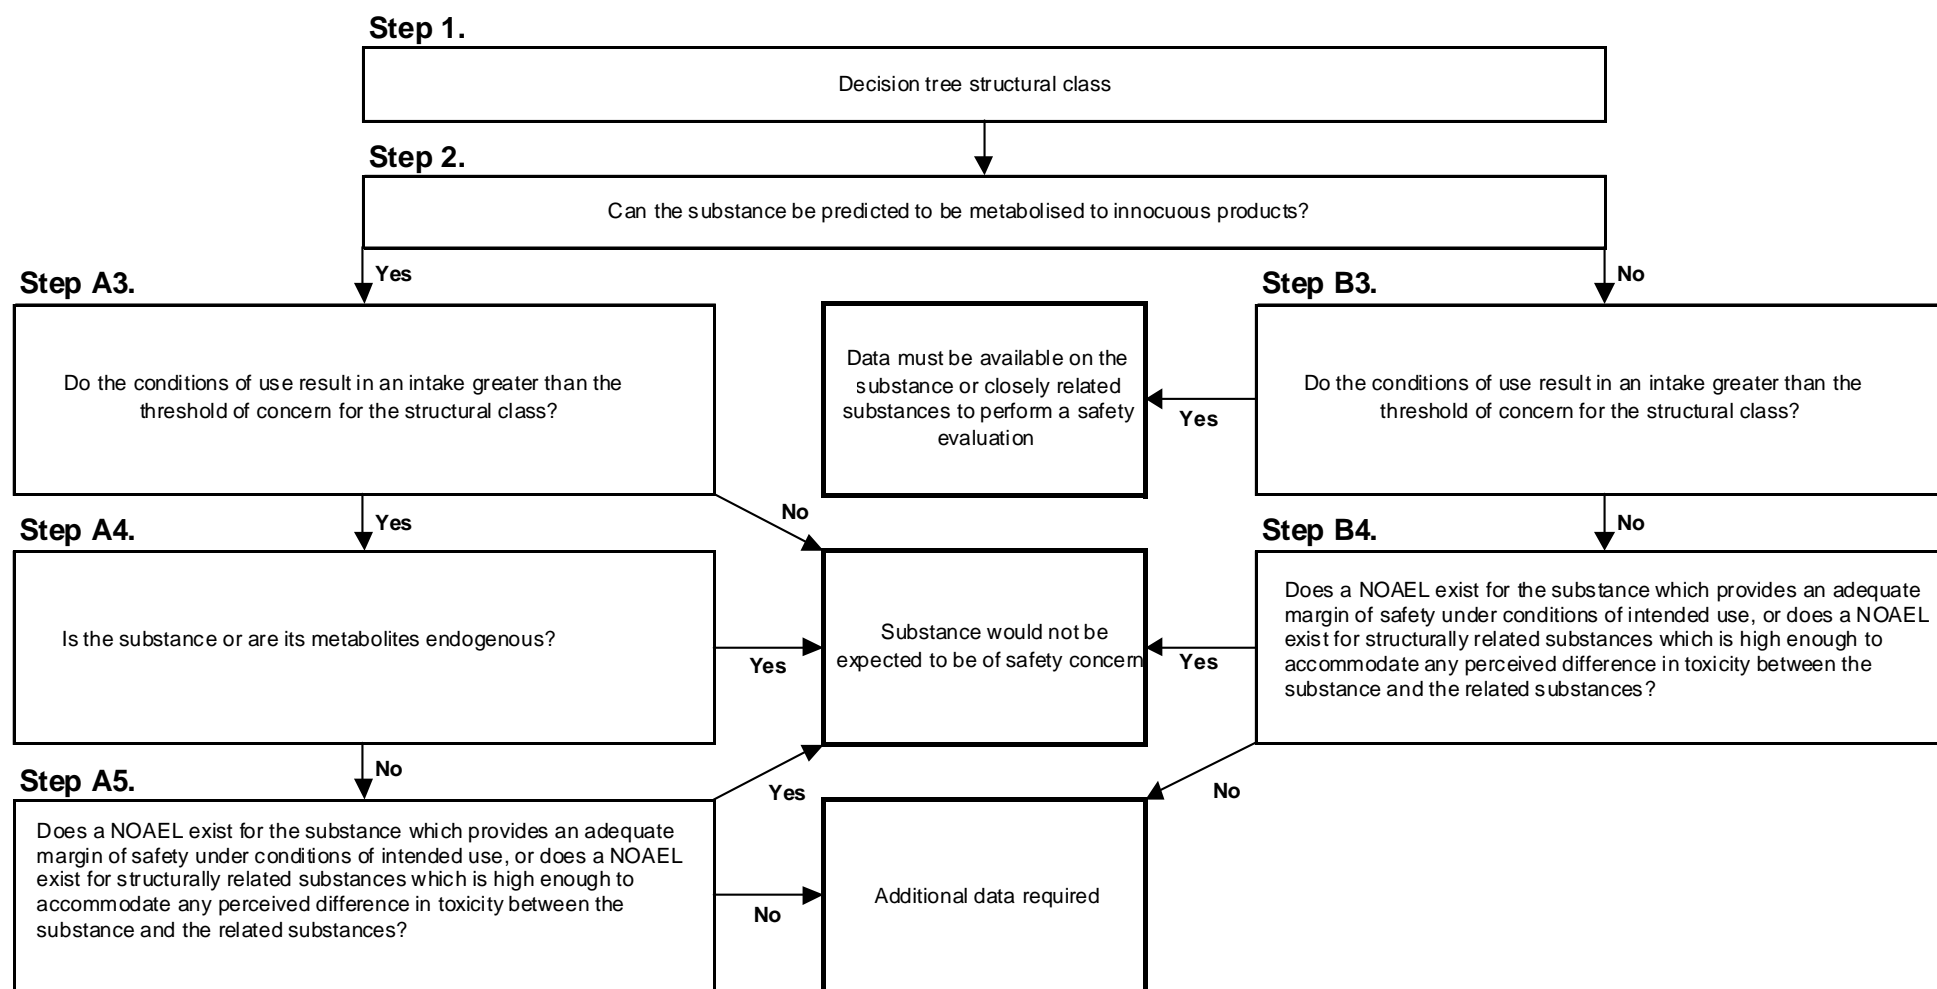 Step 1.
Decision tree structural class
Step 2.
Can the substance be predicted to be metabolised to innocuous products?
Yes
No
Step A3.
Do the conditions of use result in an intake greater than the
threshold of concern for the structural class?
Data must be available on the
substance or closely related
substances to perform a safety
evaluation
Yes
Step B3.
Do the conditions of use result in an intake greater than the
threshold of concern for the structural class?
Yes
No
No
Step A4.
Is the substance or are its metabolites endogenous?
Yes
Substance would not be
expected to be of safety concern
Yes
Step B4.
Does a NOAEL exist for the substance which provides an adequate
margin of safety under conditions of intended use, or does a NOAEL
exist for structurally related substances which is high enough to
accommodate any perceived difference in toxicity between the
substance and the related substances?
No
Yes
No
Step A5.
Does a NOAEL exist for the substance which provides an adequate
margin of safety under conditions of intended use, or does a NOAEL
exist for structurally related substances which is high enough to
accommodate any perceived difference in toxicity between the
substance and the related substances?
No
Additional data required